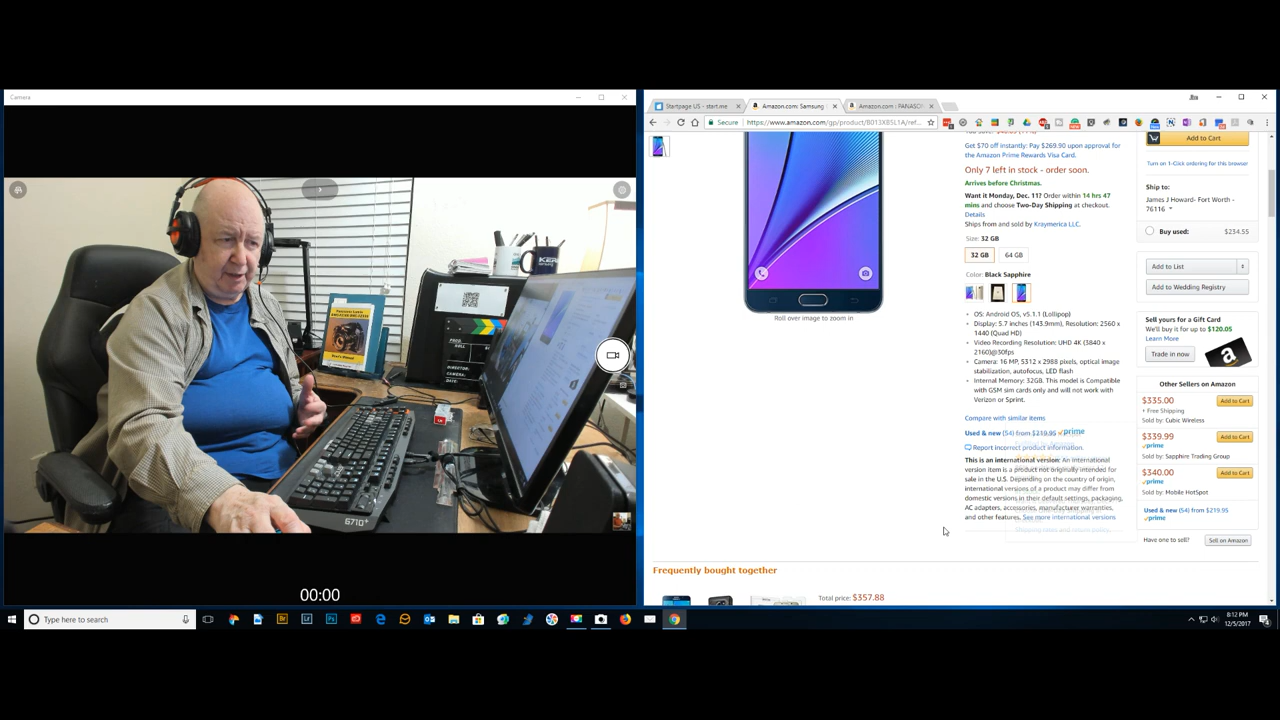 Camera
00:00
G710+
Startpage US - start.me
Amazon.com: Samsung
Amazon.com : PANASC
Secure
https://www.amazon.com/gp/product/B013XB5L1A/ref...
Get $70 off instantly: Pay $269.90 upon approval for
the Amazon Prime Rewards Visa Card.
Only 7 left in stock - order soon.
Arrives before Christmas.
Want it Monday, Dec. 11? Order within 14 hrs 47
mins and choose Two-Day Shipping at checkout.
Details
Ships from and sold by Kraymerica LLC.
Size: 32 GB
32 GB
64 GB
Color: Black Sapphire
Roll over image to zoom in
OS: Android OS, v5.1.1 (Lollipop)
Display: 5.7 inches (143.9mm), Resolution: 2560 x
1440 (Quad HD)
Video Recording Resolution: UHD 4K (3840 x
2160)@30fps
Camera: 16 MP, 5312 x 2988 pixels, optical image
stabilization, autofocus, LED flash
Internal Memory: 32GB. This model is Compatible
with GSM sim cards only and will not work with
Verizon or Sprint.
Compare with similar items
Used & new (54) from $219.95 prime
Report incorrect product information.
This is an international version: An international
version item is a product not originally intended for
sale in the U.S. Depending on the country of origin,
international versions of a product may differ from
domestic versions in their default settings, packaging,
AC adapters, accessories, manufacturer warranties,
and other features. See more international versions
Frequently bought together
Total price: $357.88
Add to Cart
Turn on 1-Click ordering for this browser
Ship to:
James J Howard- Fort Worth -
76116
Buy used:
$234.55
Add to List
Add to Wedding Registry
Sell yours for a Gift Card
We'll buy it for up to $120.05
Learn More
Trade in now
Other Sellers on Amazon
$335.00
Add to Cart
+ Free Shipping
Sold by: Cubic Wireless
$339.99
Add to Cart
prime
Sold by: Sapphire Trading Group
$340.00
Add to Cart
prime
Sold by: Mobile HotSpot
Used & new (54) from $219.95
prime
Have one to sell?
Sell on Amazon
Type here to search
8:12 PM
12/5/2017